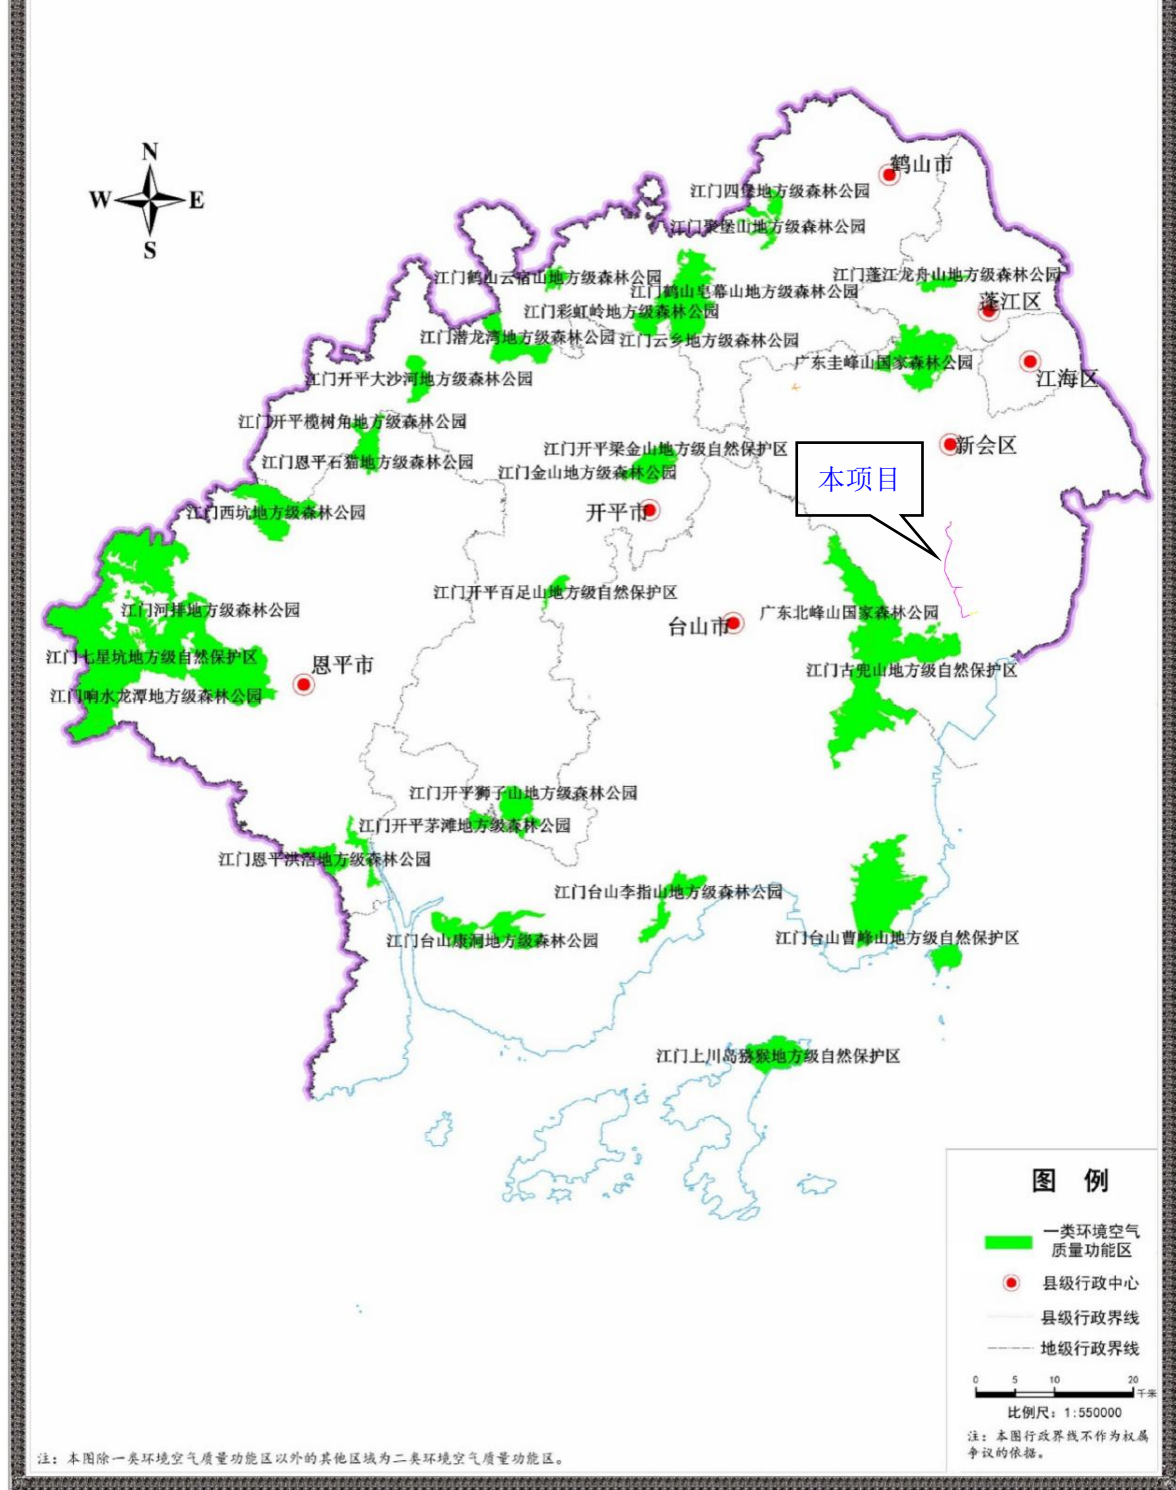 N
W
E
S
鹤山市
江门四堡地方级森林公园
江门聚堡山地方级森林公园
江门鹤山云宿山地方级森林公园
江门蓬江龙舟山地方级森林公园
江门鹤山皂幕山地方级森林公园
蓬江区
江门彩虹岭地方级森林公园
江门潜龙湾地方级森林公园
江门云乡地方级森林公园
广东圭峰山国家森林公园
江门开平大沙河地方级森林公园
江海区
江门开平榄树角地方级森林公园
江门开平梁金山地方级自然保护区
新会区
江门恩平石猫地方级森林公园
江门金山地方级森林公园
本项目
江门西坑地方级森林公园
开平市
江门开平百足山地方级自然保护区
江门河排地方级森林公园
广东北峰山国家森林公园
台山市
江门七星坑地方级自然保护区
恩平市
江门古兜山地方级自然保护区
江门响水龙潭地方级森林公园
江门开平狮子山地方级森林公园
江门开平茅滩地方级森林公园
江门恩平洪滘地方级森林公园
江门台山李指山地方级森林公园
江门台山康洞地方级森林公园
江门台山曹峰山地方级自然保护区
江门上川岛猕猴地方级自然保护区
图 例
一类环境空气
质量功能区
县级行政中心
县级行政界线
地级行政界线
0 5 10 20
千米
比例尺：1:550000
注：本图行政界线不作为权属
争议的依据。
注：本图除一类环境空气质量功能区以外的其他区域为二类环境空气质量功能区。